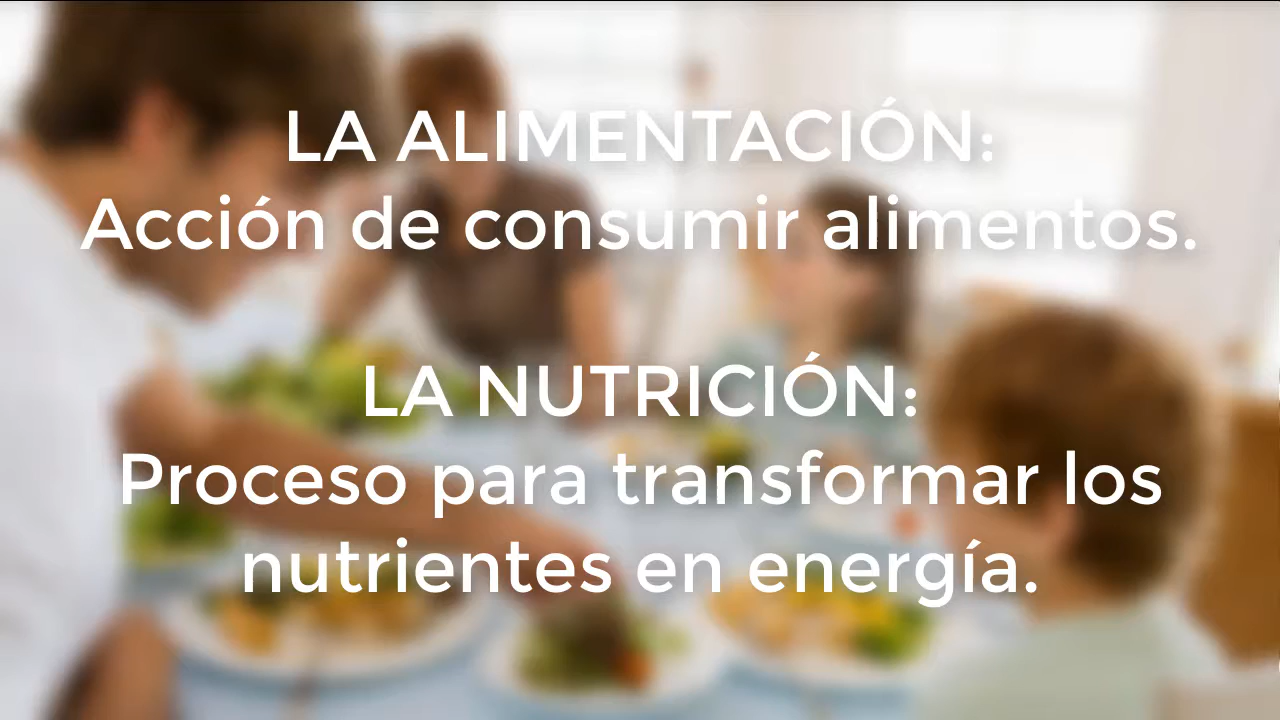 LA ALIMENTACIÓN:
Acción de consumir alimentos.
LA NUTRICIÓN:
Proceso para transformar los
nutrientes en energía.